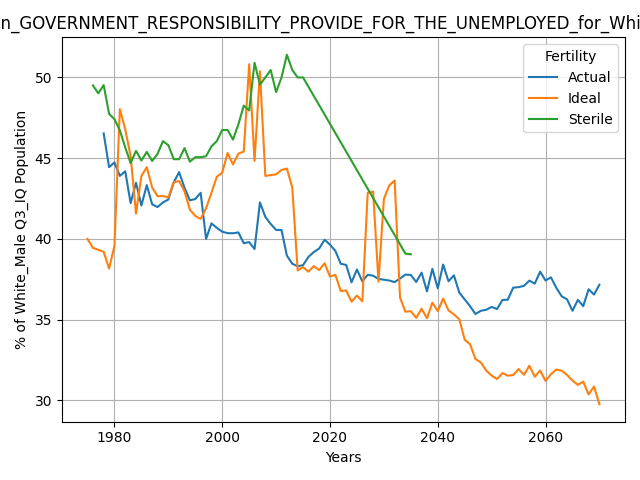 n_GOVERNMENT_RESPONSIBILITY_PROVIDE_FOR_THE_UNEMPLOYED_for_Whi
Fertility
Actual
Ideal
Sterile
% of White_Male Q3_IQ Population
50
45
40
35
30
1980 2000 2020 2040 2060
Years